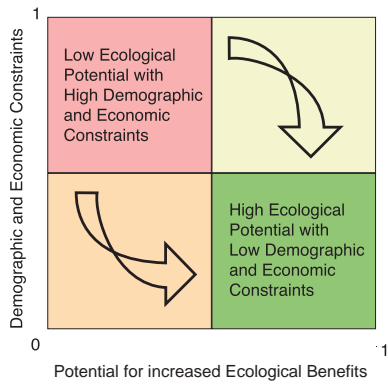 1
Demographic and Economic Constraints
Low Ecological
Potential with
High Demographic
and Economic
Constraints
High Ecological
Potential with
Low Demographic
and Economic
Constraints
0
1
Potential for increased Ecological Benefits